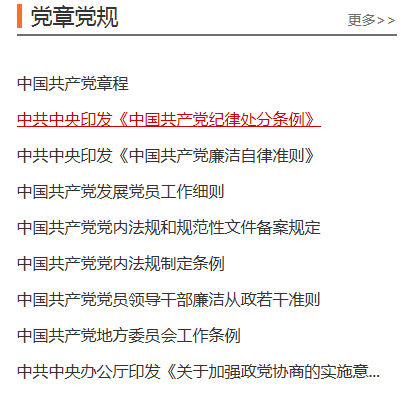 党章党规
更多>>
中国共产党章程
中共中央印发《中国共产党纪律处分条例》
中共中央印发《中国共产党廉洁自律准则》
中国共产党发展党员工作细则
中国共产党党内法规和规范性文件备案规定
中国共产党党内法规制定条例
中国共产党党员领导干部廉洁从政若干准则
中国共产党地方委员会工作条例
中共中央办公厅印发《关于加强政党协商的实施意...